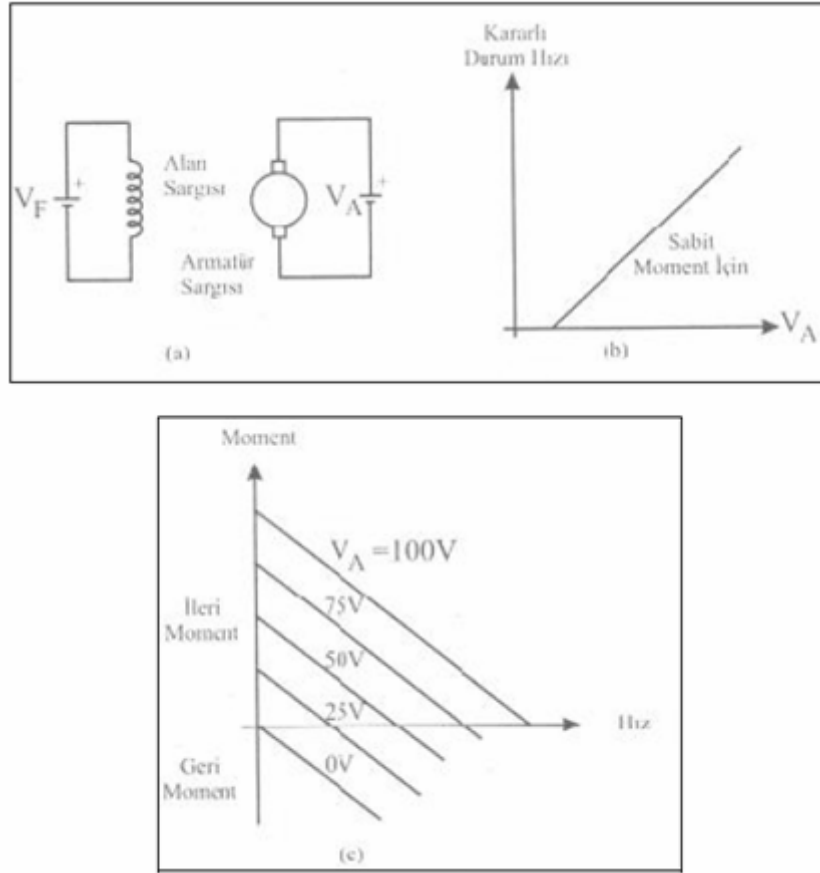 Kararlı
Durum Hızı
V_F
+
Alan
Sargısı
Armatür
Sargısı
V_A
+
(a)
Sabit
Moment İçin
V_A
(b)
Moment
V_A =100V
75V
50V
25V
0V
İleri
Moment
Geri
Moment
Hız
(c)